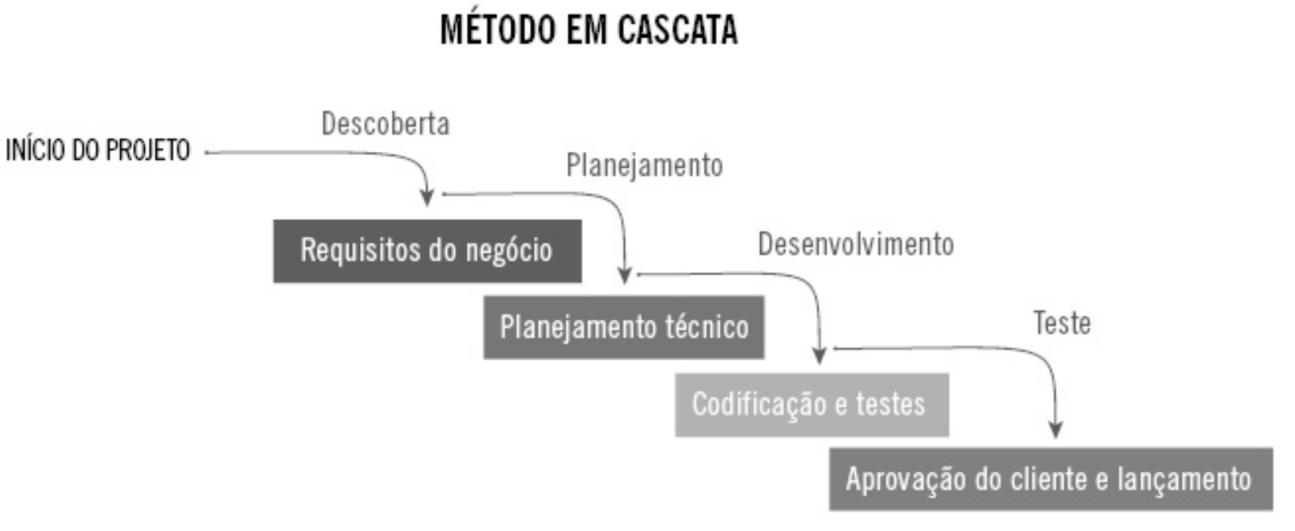 MÉTODO EM CASCATA
INÍCIO DO PROJETO
Descoberta
Requisitos do negócio
Planejamento
Planejamento técnico
Desenvolvimento
Codificação e testes
Teste
Aprovação do cliente e lançamento